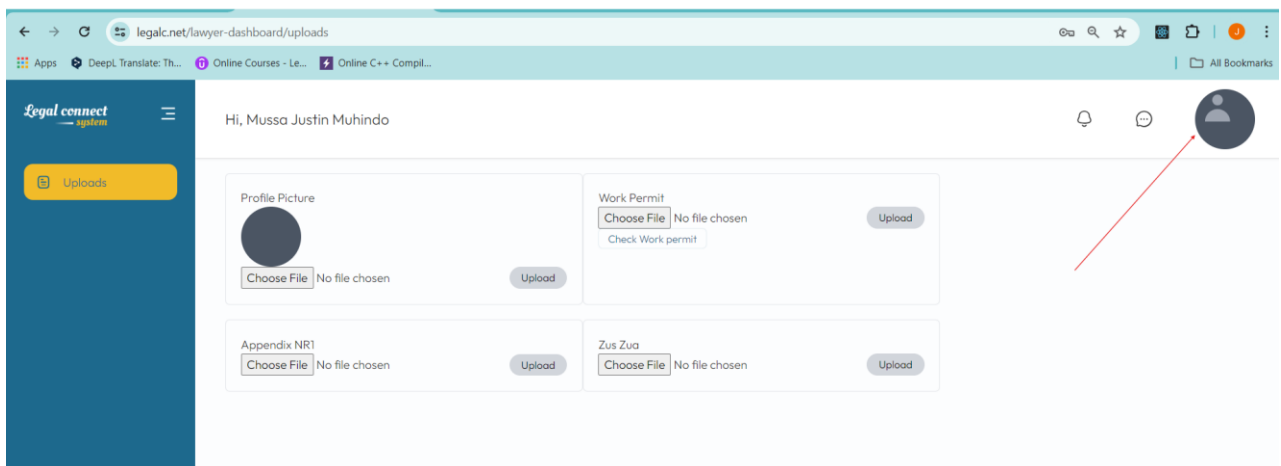 legalc.net/lawyer-dashboard/uploads
J
Apps DeepL Translate: Th... Online Courses - Le... Online C++ Compil... All Bookmarks
Legal connect
system
Hi, Mussa Justin Muhindo
Uploads
Profile Picture
Choose File No file chosen Upload
Work Permit
Choose File No file chosen Upload
Check Work permit
Appendix NR1
Choose File No file chosen Upload
Zus Zua
Choose File No file chosen Upload